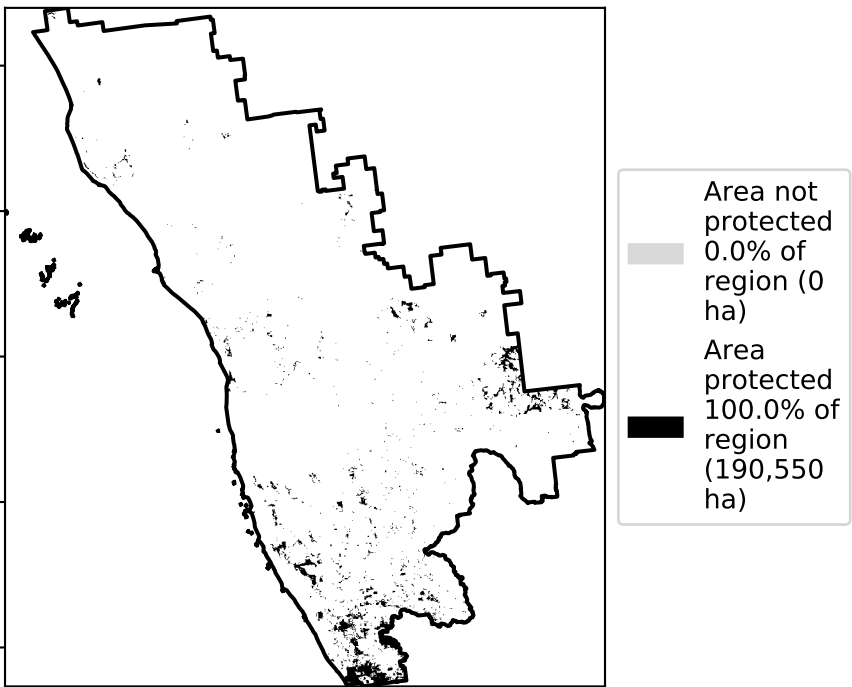 Area not
protected
0.0% of
region (0
ha)
Area
protected
100.0% of
region
(190,550
ha)